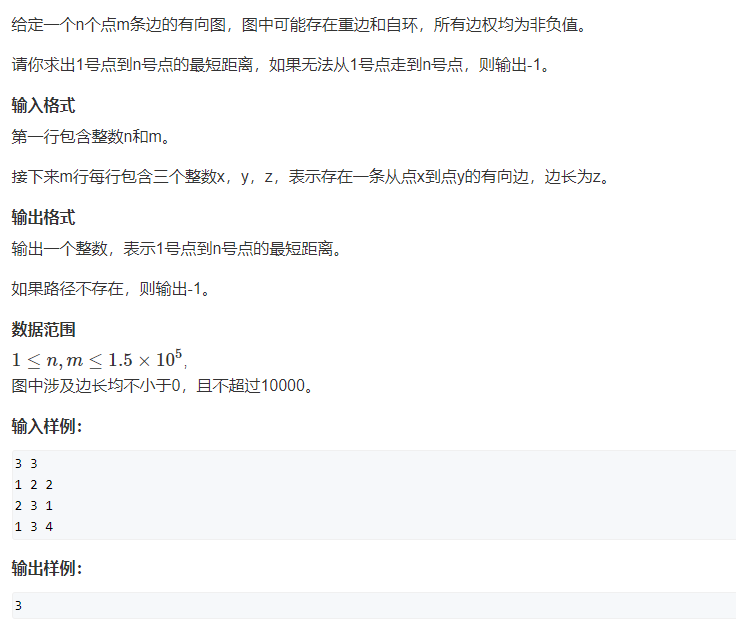 给定一个n个点m条边的有向图，图中可能存在重边和自环，所有边权均为非负值。
请你求出1号点到n号点的最短距离，如果无法从1号点走到n号点，则输出-1。
输入格式
第一行包含整数n和m。
接下来m行每行包含三个整数x，y，z，表示存在一条从点x到点y的有向边，边长为z。
输出格式
输出一个整数，表示1号点到n号点的最短距离。
如果路径不存在，则输出-1。
数据范围
1 ≤ n, m ≤ 1.5 × 10⁵,
图中涉及边长均不小于0，且不超过10000。
输入样例：
3 3
1 2 2
2 3 1
1 3 4
输出样例：
3